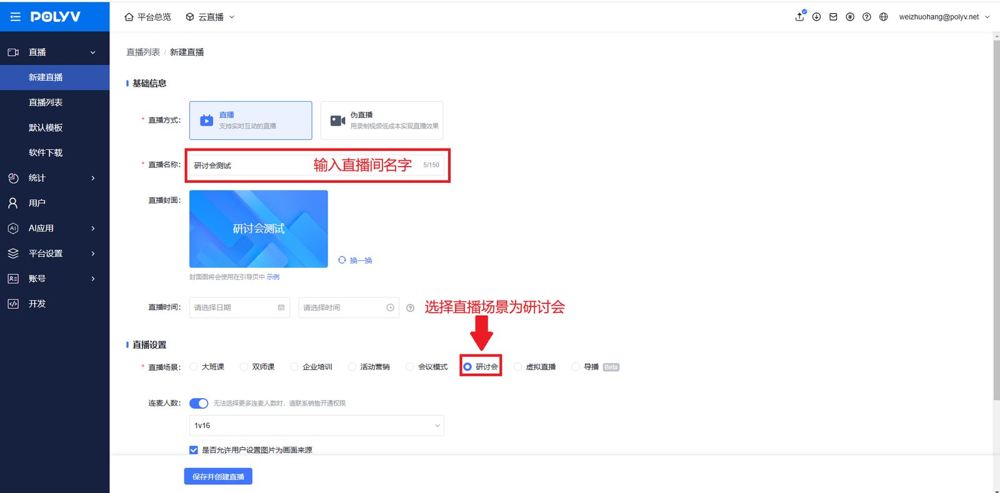 POLYV
平台总览
云直播
weizhuohang@polyv.net
直播
新建直播
直播列表
默认模板
软件下载
统计
用户
AI应用
平台设置
账号
开发
直播列表 / 新建直播
基础信息
* 直播方式:
直播
支持实时互动的直播
伪直播
用录制视频低成本实现直播效果
* 直播名称:
研讨会测试
输入直播间名字
5/150
直播封面:
研讨会测试
换一换
封面图将会使用在引导页中 示例
直播时间:
请选择日期
请选择时间
选择直播场景为研讨会
直播设置
* 直播场景:
大班课
双师课
企业培训
活动营销
会议模式
研讨会
虚拟直播
导播 Beta
连麦人数:
无法选择更多连麦人数时，请联系销售开通权限
1v16
是否允许用户设置图片为画面来源
保存并创建直播